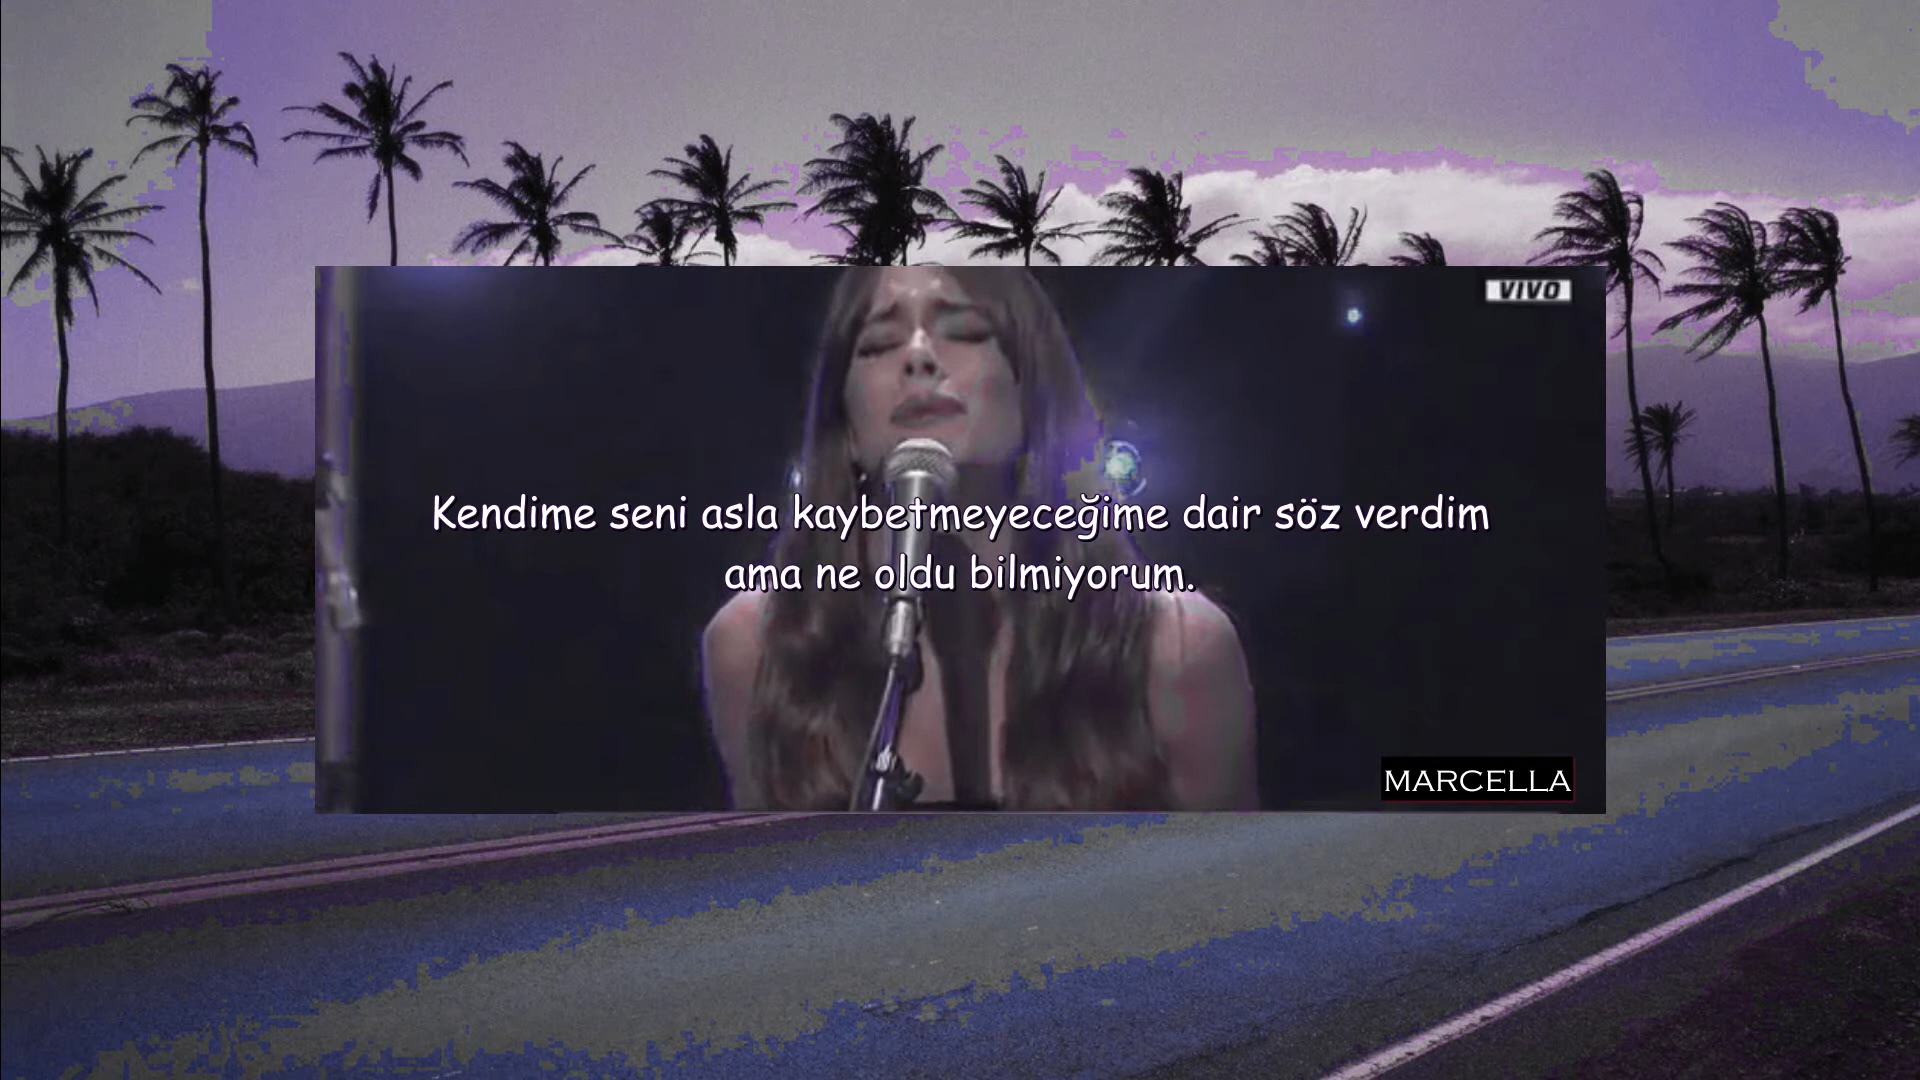 VIVO
Kendime seni asla kaybetmeyeceğime dair söz verdim
ama ne oldu bilmiyorum.
MARCELLA